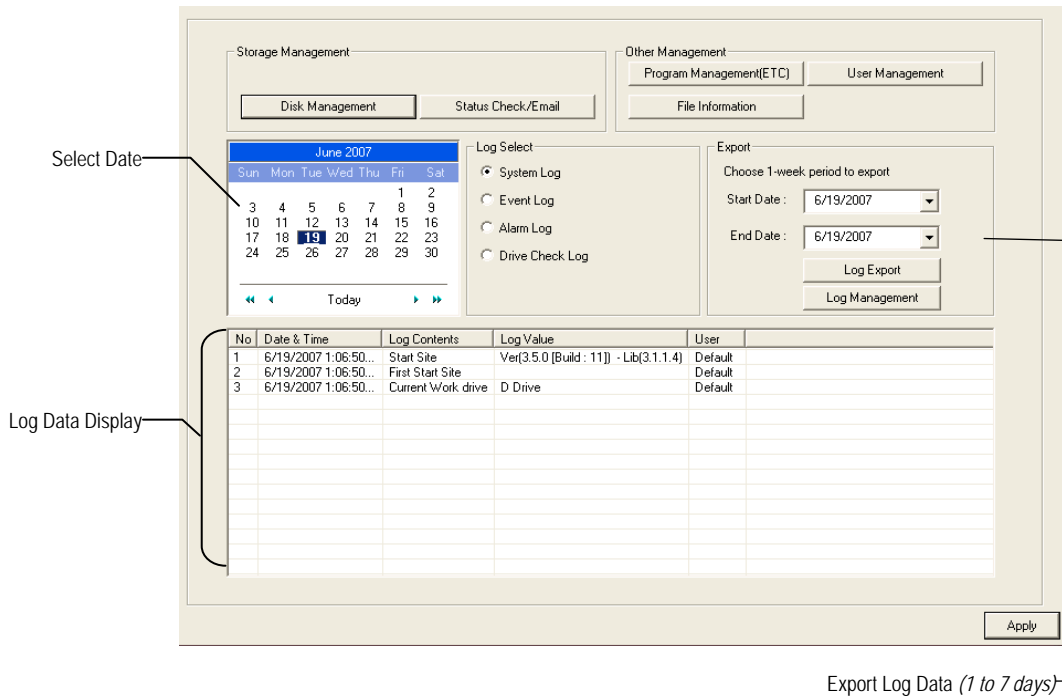 Storage Management
Disk Management
Status Check/Email
Other Management
Program Management(ETC)
User Management
File Information
Select Date
June 2007
Sun Mon Tue Wed Thu Fri Sat
1 2
3 4 5 6 7 8 9
10 11 12 13 14 15 16
17 18 19 20 21 22 23
24 25 26 27 28 29 30
Today
Log Select
System Log
Event Log
Alarm Log
Drive Check Log
Export
Choose 1-week period to export
Start Date : 6/19/2007
End Date : 6/19/2007
Log Export
Log Management
Log Data Display
No Date & Time Log Contents Log Value User
1 6/19/2007 1:06:50... Start Site Ver(3.5.0 [Build : 11]) - Lib(3.1.1.4) Default
2 6/19/2007 1:06:50... First Start Site Default
3 6/19/2007 1:06:50... Current Work drive D Drive Default
Apply
Export Log Data (1 to 7 days)